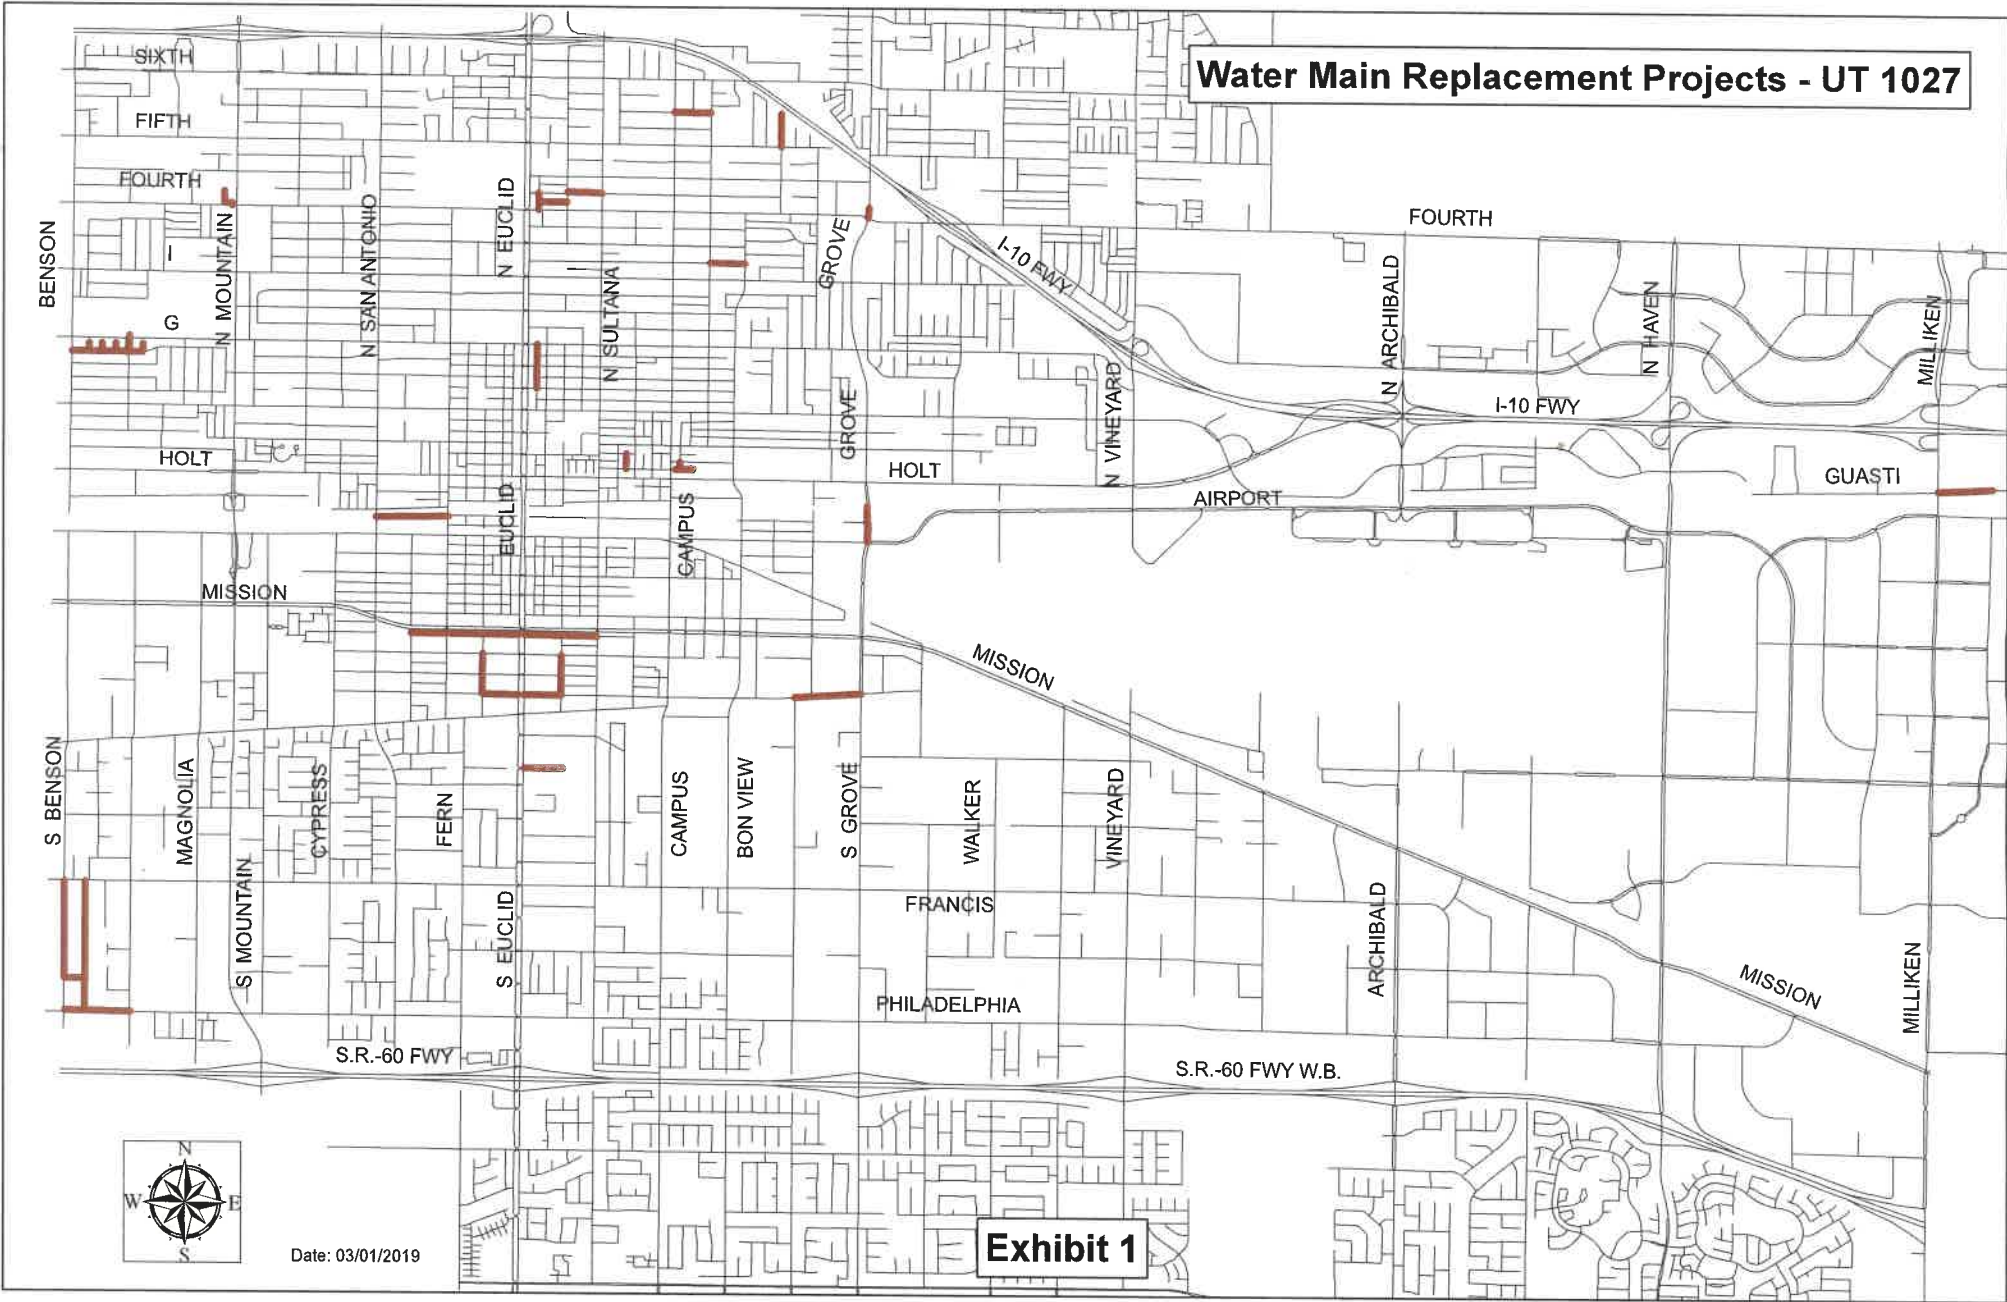 Water Main Replacement Projects - UT 1027
SIXTH
FIFTH
FOURTH
BENSON
I
G
N MOUNTAIN
N SAN ANTONIO
N EUCLID
I
N SULTANA
GROVE
I-10 FWY
FOURTH
N ARCHIBALD
N HAVEN
MILLIKEN
I-10 FWY
GROVE
N VINEYARD
HOLT
HOLT
GUASTI
AIRPORT
EUCLID
CAMPUS
MISSION
MISSION
S BENSON
MAGNOLIA
CYPRESS
FERN
CAMPUS
BON VIEW
S GROVE
WALKER
VINEYARD
S MOUNTAIN
S EUCLID
FRANCIS
ARCHIBALD
MILLIKEN
MISSION
PHILADELPHIA
S.R.-60 FWY
S.R.-60 FWY W.B.
N
W
E
S
Date: 03/01/2019
Exhibit 1